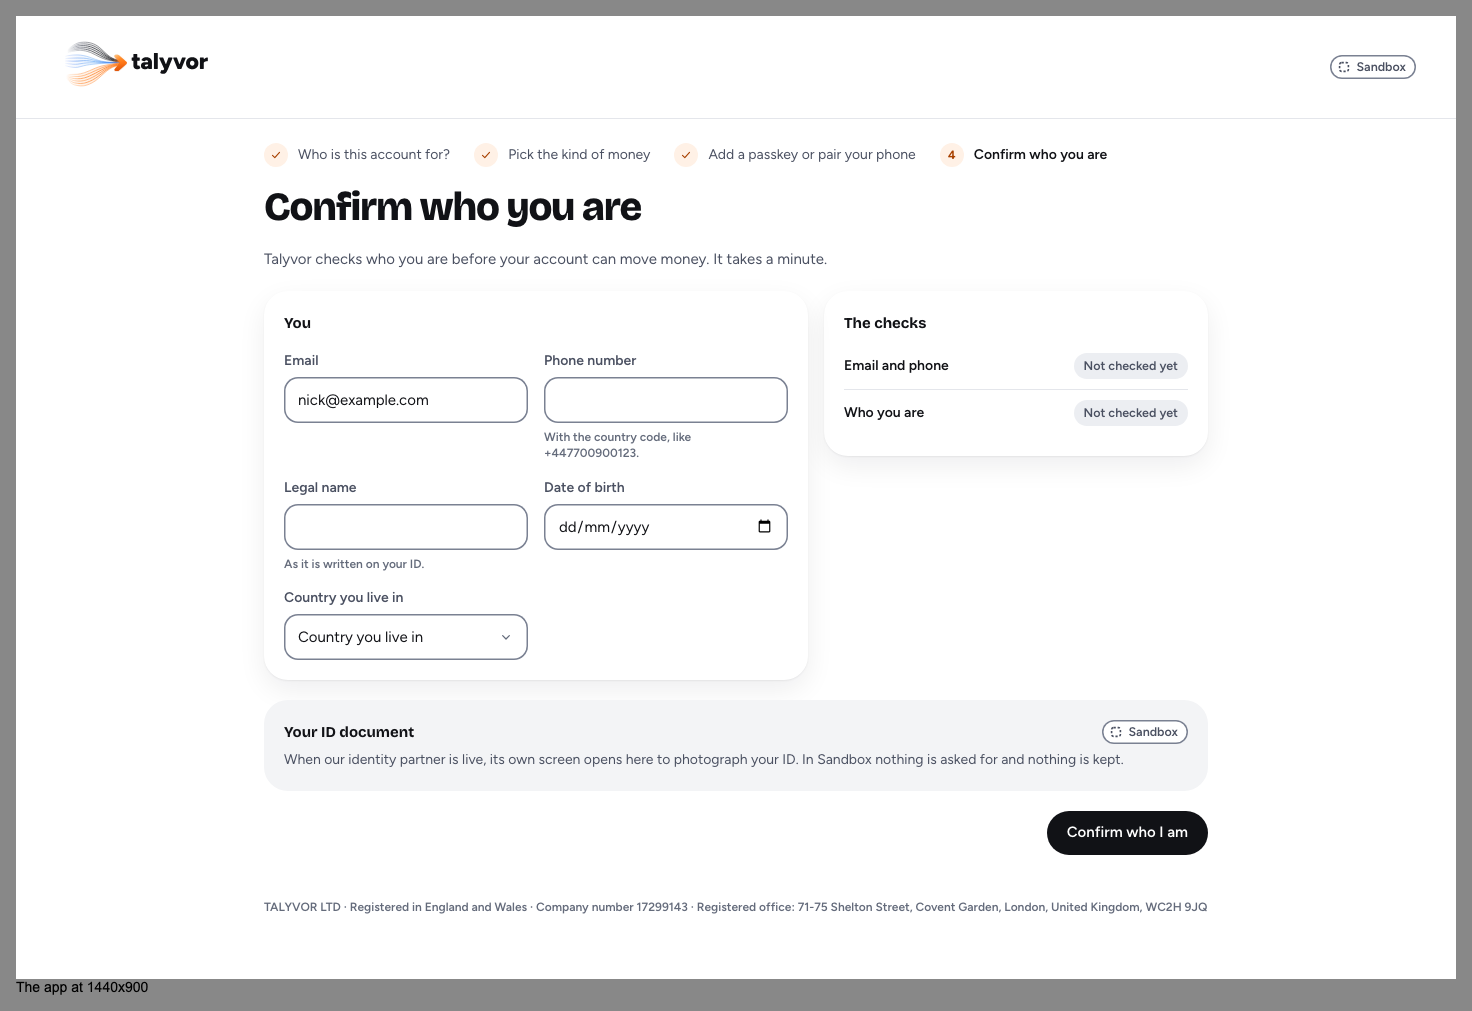 talyvor
Sandbox
Who is this account for?
Pick the kind of money
Add a passkey or pair your phone
4 Confirm who you are
Confirm who you are
Talyvor checks who you are before your account can move money. It takes a minute.
You
Email
nick@example.com
Phone number
With the country code, like
+447700900123.
Legal name
As it is written on your ID.
Date of birth
dd/mm/yyyy
Country you live in
Country you live in
The checks
Email and phone
Not checked yet
Who you are
Not checked yet
Your ID document
Sandbox
When our identity partner is live, its own screen opens here to photograph your ID. In Sandbox nothing is asked for and nothing is kept.
Confirm who I am
TALYVOR LTD · Registered in England and Wales · Company number 17299143 · Registered office: 71-75 Shelton Street, Covent Garden, London, United Kingdom, WC2H 9JQ
The app at 1440x900